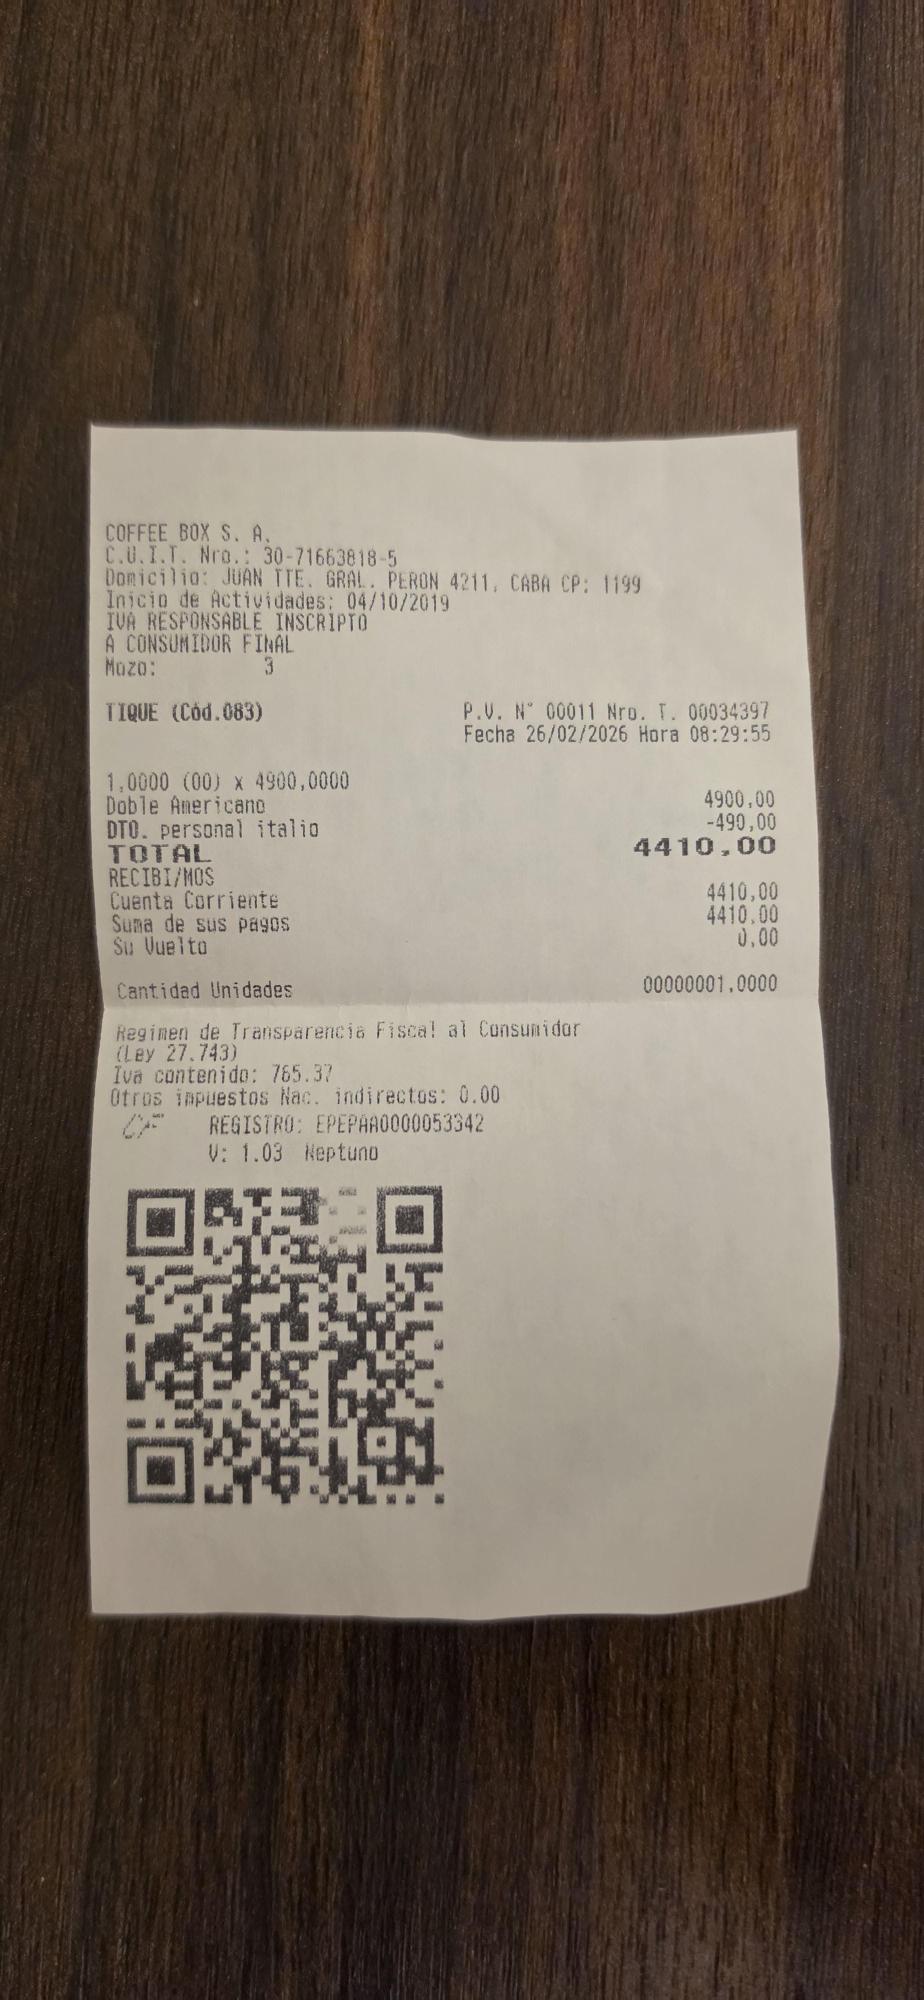 COFFEE BOX S. A.
C.U.I.T. Nro.: 30-71663818-5
Domicilio: JUAN TTE. GRAL. PERON 4211, CABA CP: 1199
Inicio de Actividades: 04/10/2019
IVA RESPONSABLE INSCRIPTO
A CONSUMIDOR FINAL
Mozo: 3
TIQUE (Cód.083) P.V. N° 00011 Nro. T. 00034397
Fecha 26/02/2026 Hora 08:29:55
1,0000 (00) x 4900,0000
Doble Americano 4900,00
DTO. personal italio -490,00
TOTAL 4410,00
RECIBI/MOS
Cuenta Corriente 4410,00
Suma de sus pagos 4410,00
Su Vuelto 0,00
Cantidad Unidades 00000001,0000
Regimen de Transparencia Fiscal al Consumidor
(Ley 27.743)
Iva contenido: 765.37
Otros impuestos Nac. indirectos: 0.00
CF REGISTRO: EPEPAA0000053342
V: 1.03 Neptuno